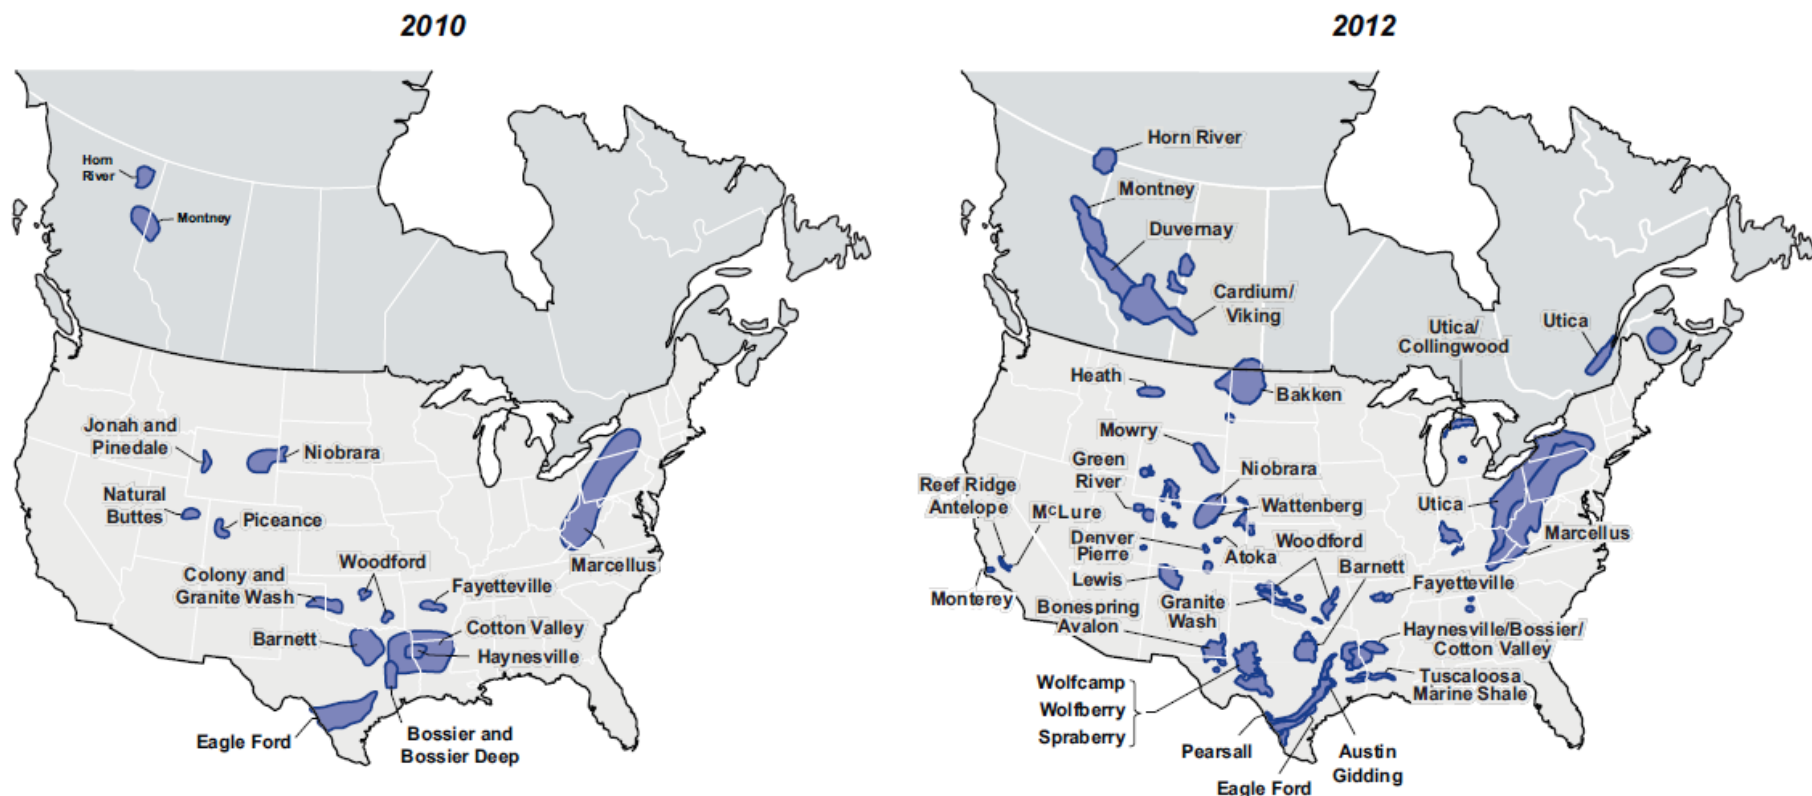 2010
Horn
River
Montney
Jonah and
Pinedale
Niobrara
Natural
Buttes
Piceance
Woodford
Marcellus
Colony and
Granite Wash
Fayetteville
Barnett
Cotton Valley
Haynesville
Eagle Ford
Bossier and
Bossier Deep
2012
Horn River
Montney
Duvernay
Cardium/
Viking
Utica/
Collingwood
Utica
Heath
Bakken
Mowry
Green
River
Niobrara
Reef Ridge
Antelope
McLure
Wattenberg
Utica
Marcellus
Denver
Pierre
Atoka
Woodford
Barnett
Lewis
Fayetteville
Monterey
Granite
Wash
Bonespring
Avalon
Haynesville/Bossier/
Cotton Valley
Tuscaloosa
Marine Shale
Wolfcamp
Wolfberry
Spraberry
Pearsall
Austin
Gidding
Eagle Ford